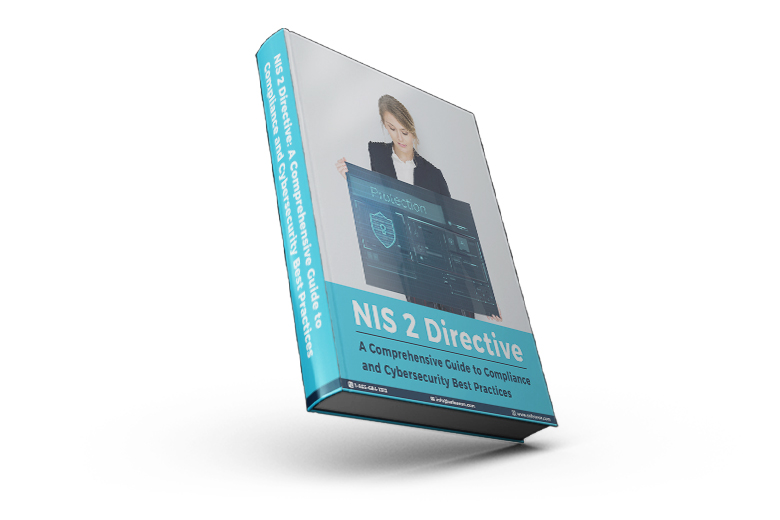 NIS 2 Directive: A Comprehensive Guide to
Compliance and Cybersecurity Best Practices
Protection
NIS 2 Directive
A Comprehensive Guide to Compliance
and Cybersecurity Best Practices